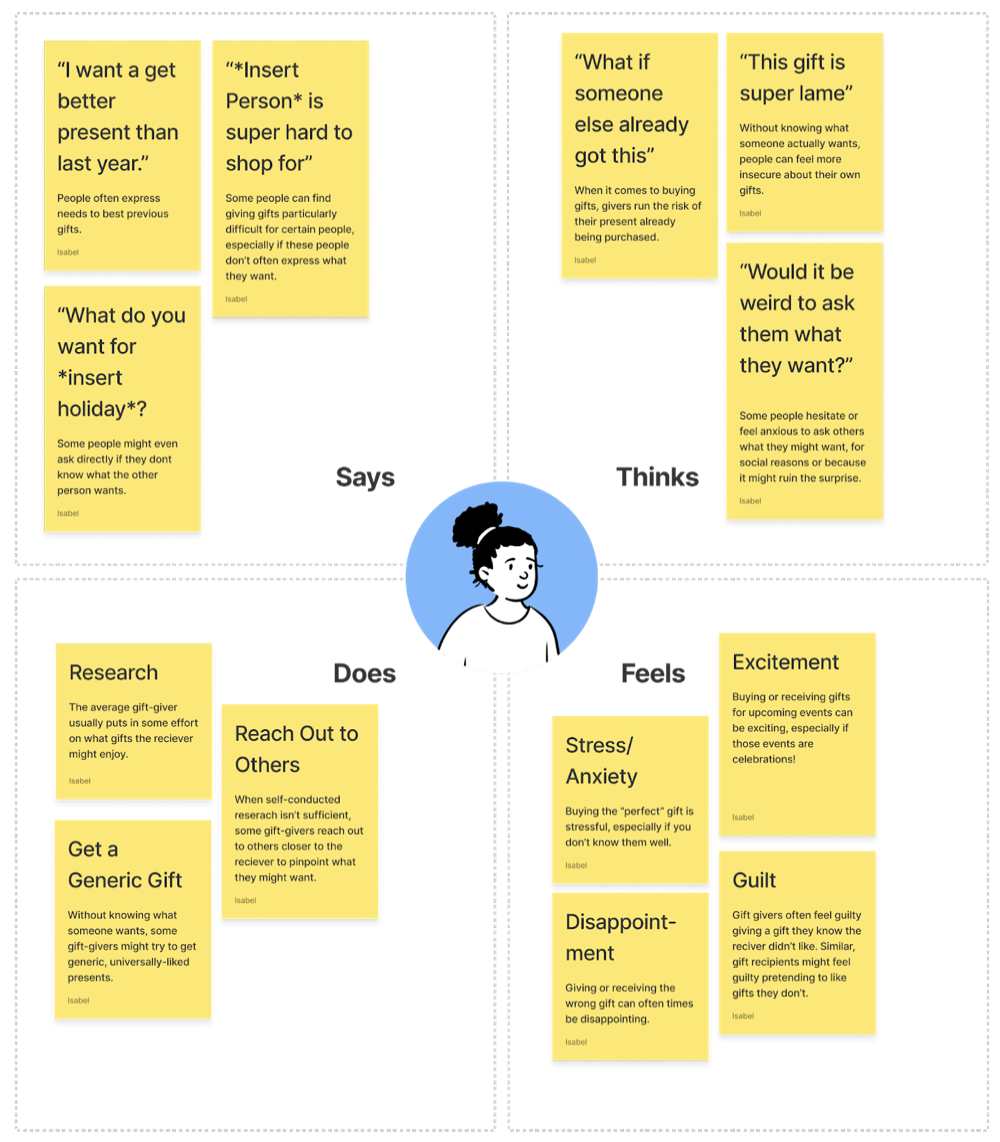 “I want a get
better
present than
last year.”
People often express
needs to best previous
gifts.
Isabel
“*Insert
Person* is
super hard to
shop for”
Some people can find
giving gifts particularly
difficult for certain people,
especially if these people
don’t often express what
they want.
Isabel
“What do you
want for
*insert
holiday*?
Some people might even
ask directly if they dont
know what the other
person wants.
Isabel
Says
“What if
someone
else already
got this”
When it comes to buying
gifts, givers run the risk of
their present already
being purchased.
Isabel
“This gift is
super lame”
Without knowing what
someone actually wants,
people can feel more
insecure about their own
gifts.
Isabel
“Would it be
weird to ask
them what
they want?”
Some people hesitate or
feel anxious to ask others
what they might want, for
social reasons or because
it might ruin the surprise.
Isabel
Thinks
Does
Research
The average gift-giver
usually puts in some effort
on what gifts the reciever
might enjoy.
Isabel
Reach Out to
Others
When self-conducted
reserach isn’t sufficient,
some gift-givers reach out
to others closer to the
reciever to pinpoint what
they might want.
Isabel
Get a
Generic Gift
Without knowing what
someone wants, some
gift-givers might try to get
generic, universally-liked
presents.
Isabel
Feels
Stress/
Anxiety
Buying the “perfect” gift is
stressful, especially if you
don’t know them well.
Isabel
Excitement
Buying or receiving gifts
for upcoming events can
be exciting, especially if
those events are
celebrations!
Isabel
Disappoint-
ment
Giving or receiving the
wrong gift can often times
be disappointing.
Isabel
Guilt
Gift givers often feel guilty
giving a gift they know the
reciver didn’t like. Similar,
gift recipients might feel
guilty pretending to like
gifts they don’t.
Isabel